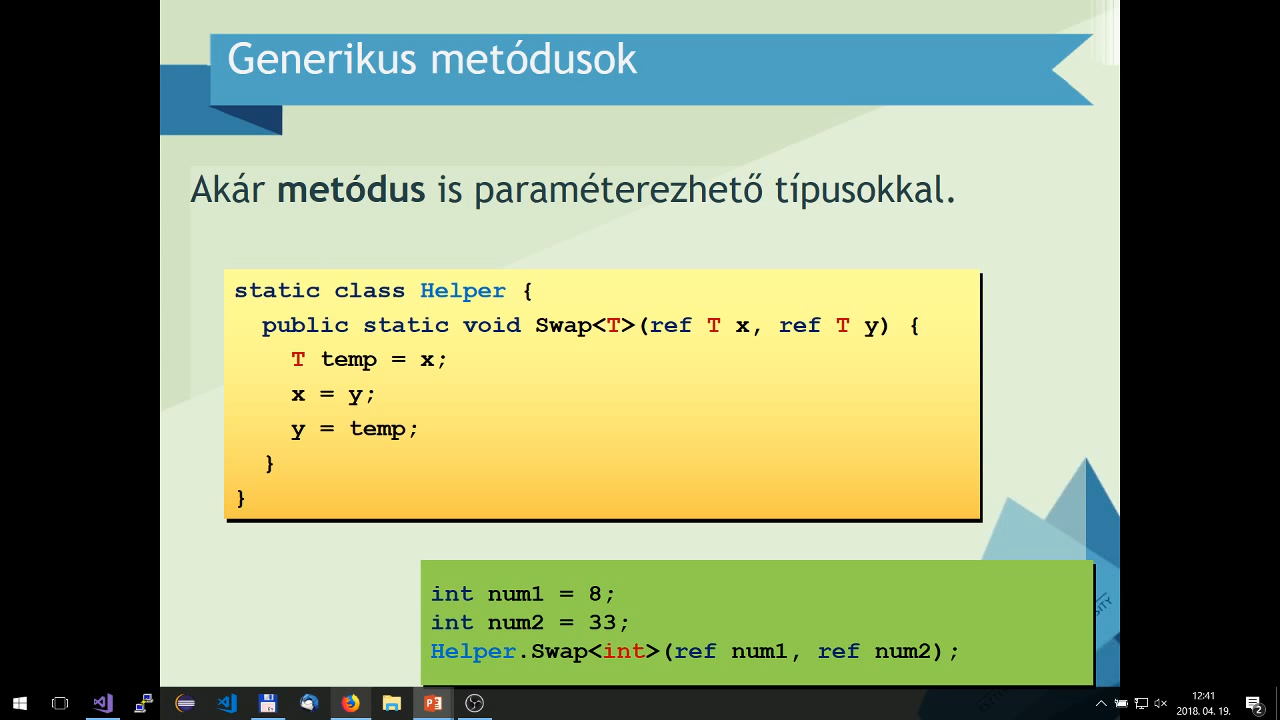 Generikus metódusok
Akár metódus is paraméterezhető típusokkal.
static class Helper {
public static void Swap<T>(ref T x, ref T y) {
T temp = x;
x = y;
y = temp;
}
}
int num1 = 8;
int num2 = 33;
Helper.Swap<int>(ref num1, ref num2);
12:41
2018. 04. 19.
2